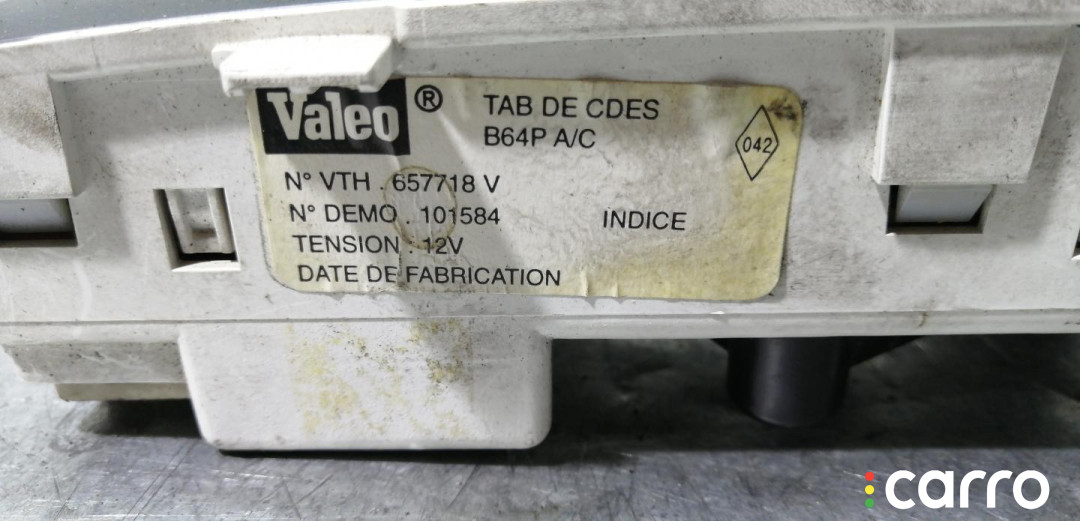 Valeo ® TAB DE CDES
B64P A/C
042
N° VTH . 657718 V
N° DEMO . 101584 INDICE
TENSION : 12V
DATE DE FABRICATION
carro